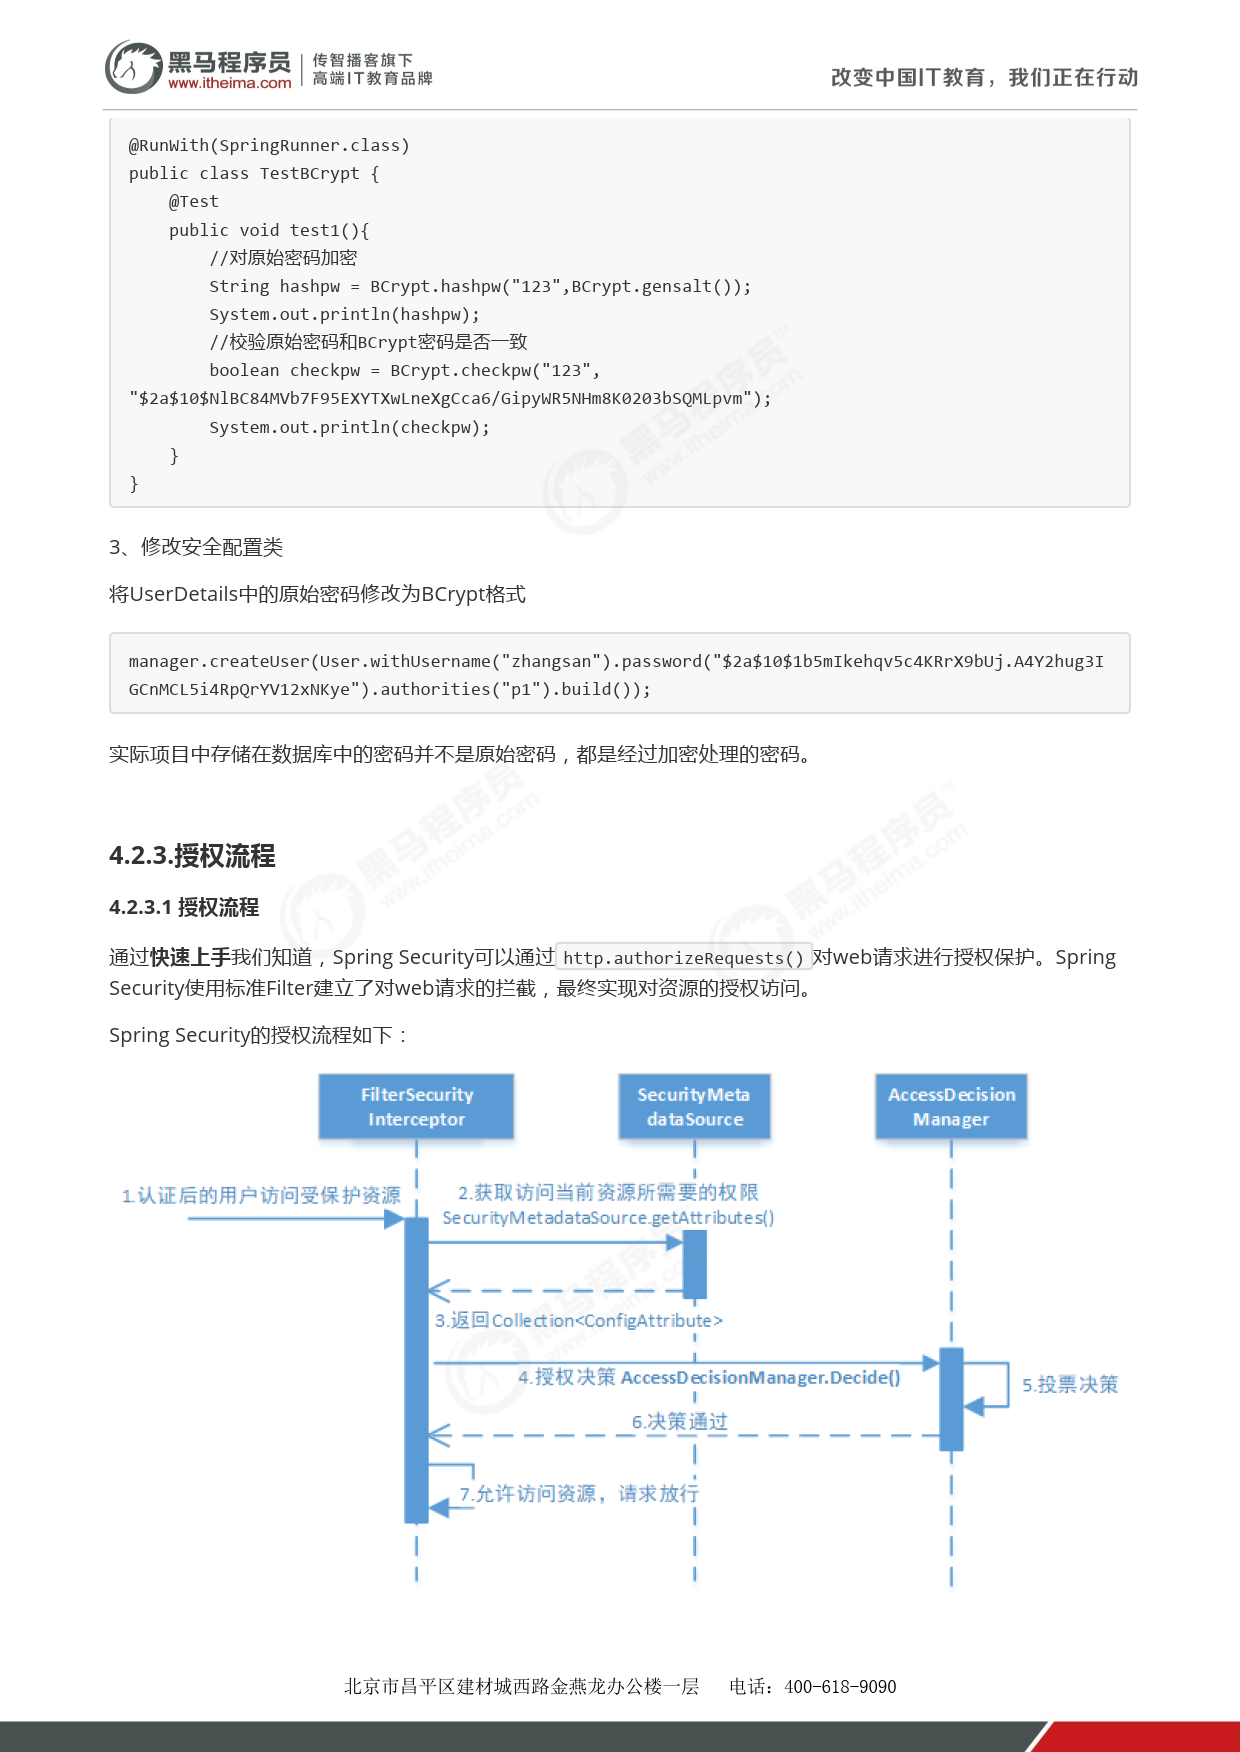 黑马程序员
www.itheima.com
传智播客旗下
高端IT教育品牌
改变中国IT教育，我们正在行动
@RunWith(SpringRunner.class)
public class TestBCrypt {
    @Test
    public void test1(){
        //对原始密码加密
        String hashpw = BCrypt.hashpw("123",BCrypt.gensalt());
        System.out.println(hashpw);
        //校验原始密码和BCrypt密码是否一致
        boolean checkpw = BCrypt.checkpw("123",
"$2a$10$NlBC84MVb7F95EXYTXwLneXgCca6/GipyWR5NHm8K0203bSQMLpvm");
        System.out.println(checkpw);
    }
}
3、修改安全配置类
将UserDetails中的原始密码修改为BCrypt格式
manager.createUser(User.withUsername("zhangsan").password("$2a$10$1b5mIkehqv5c4KRrX9bUj.A4Y2hug3I
GCnMCL5i4RpQrYV12xNKye").authorities("p1").build());
实际项目中存储在数据库中的密码并不是原始密码，都是经过加密处理的密码。
4.2.3.授权流程
4.2.3.1 授权流程
通过快速上手我们知道，Spring Security可以通过 http.authorizeRequests() 对web请求进行授权保护。Spring
Security使用标准Filter建立了对web请求的拦截，最终实现对资源的授权访问。
Spring Security的授权流程如下：
FilterSecurity
Interceptor
SecurityMeta
dataSource
AccessDecision
Manager
1.认证后的用户访问受保护资源
2.获取访问当前资源所需要的权限
SecurityMetadataSource.getAttributes()
3.返回Collection<ConfigAttribute>
4.授权决策 AccessDecisionManager.Decide()
5.投票决策
6.决策通过
7.允许访问资源，请求放行
北京市昌平区建材城西路金燕龙办公楼一层 电话：400-618-9090